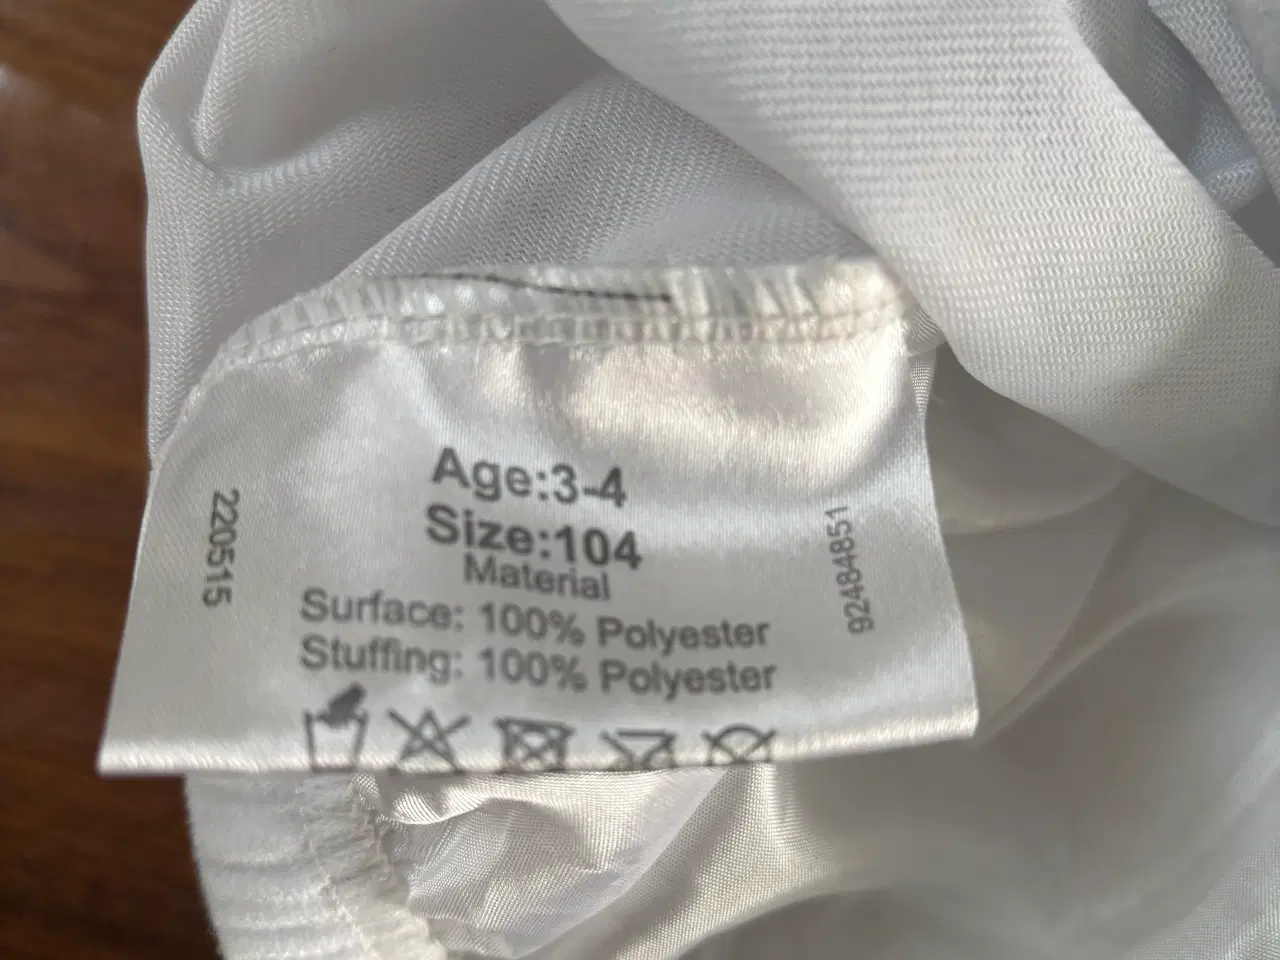 Age:3-4
Size:104
Material
Surface: 100% Polyester
Stuffing: 100% Polyester
220515
92484851